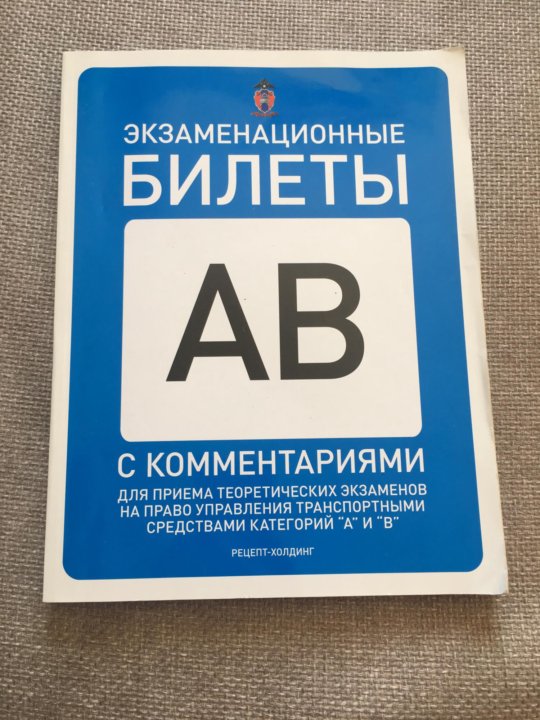 ЭКЗАМЕНАЦИОННЫЕ
БИЛЕТЫ
АВ
С КОММЕНТАРИЯМИ
ДЛЯ ПРИЕМА ТЕОРЕТИЧЕСКИХ ЭКЗАМЕНОВ
НА ПРАВО УПРАВЛЕНИЯ ТРАНСПОРТНЫМИ
СРЕДСТВАМИ КАТЕГОРИЙ "А" И "В"
РЕЦЕПТ-ХОЛДИНГ